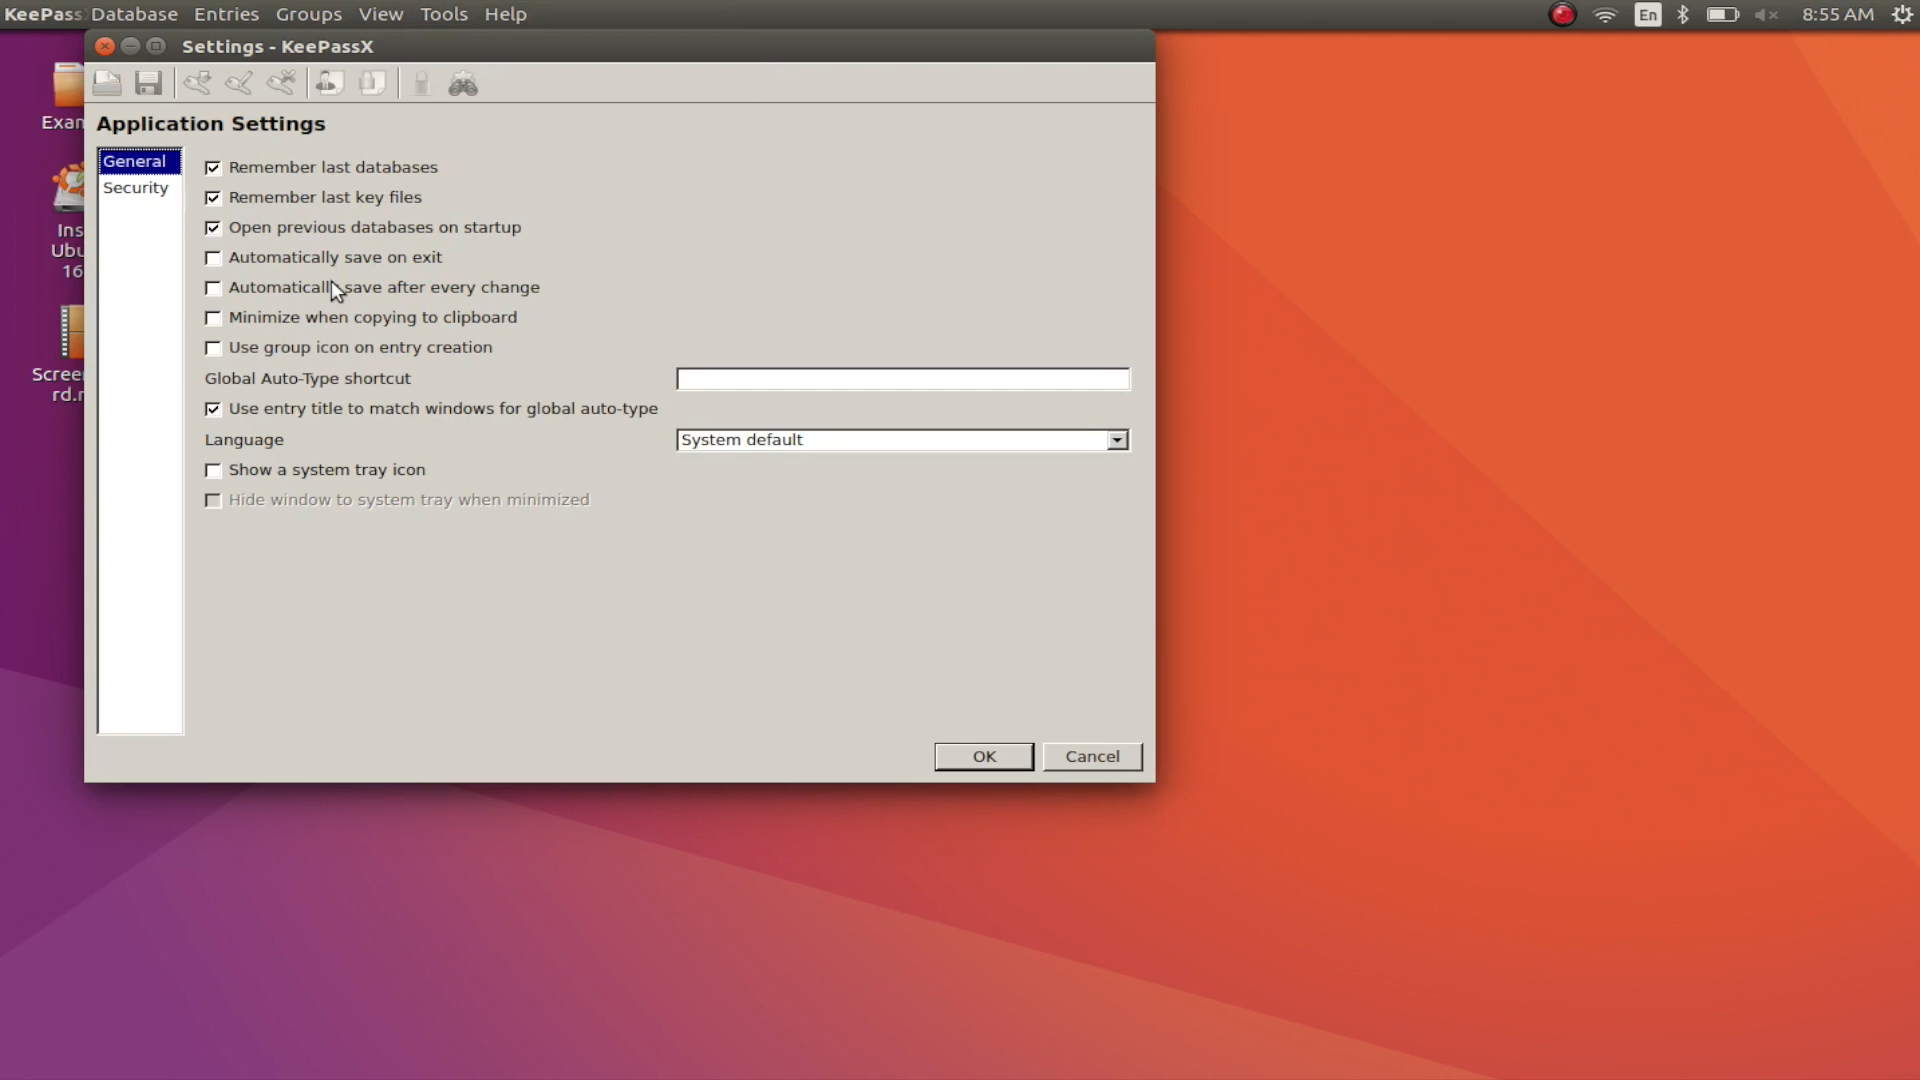 KeePass Database Entries Groups View Tools Help
En 8:55 AM
Settings - KeePassX
Application Settings
General
Security
Remember last databases
Remember last key files
Open previous databases on startup
Automatically save on exit
Automatically save after every change
Minimize when copying to clipboard
Use group icon on entry creation
Global Auto-Type shortcut
Use entry title to match windows for global auto-type
Language
System default
Show a system tray icon
Hide window to system tray when minimized
OK
Cancel
Exam
Ins
Ubu
16
Scree
rd.